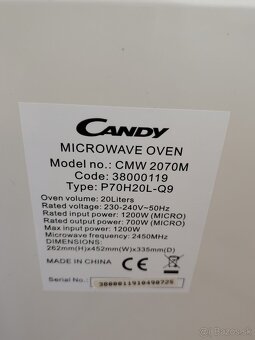 CANDY
MICROWAVE OVEN
Model no.: CMW 2070M
Code: 38000119
Type: P70H20L-Q9
Oven volume: 20Liters
Rated voltage: 230-240V~50Hz
Rated input power: 1200W (MICRO)
Rated output power: 700W (MICRO)
Max input power: 1200W
Microwave frequency: 2450MHz
DIMENSIONS:
262mm(H)x452mm(W)x335mm(D)
CE
MADE IN CHINA
Serial No.: